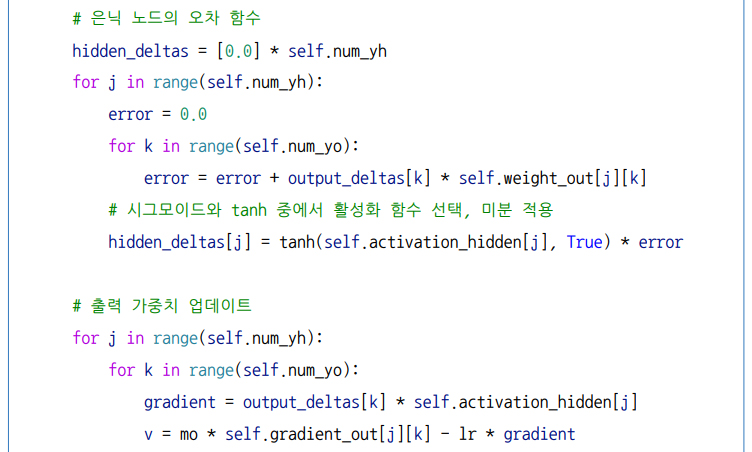 # 은닉 노드의 오차 함수
hidden_deltas = [0.0] * self.num_yh
for j in range(self.num_yh):
error = 0.0
for k in range(self.num_yo):
error = error + output_deltas[k] * self.weight_out[j][k]
# 시그모이드와 tanh 중에서 활성화 함수 선택, 미분 적용
hidden_deltas[j] = tanh(self.activation_hidden[j], True) * error
# 출력 가중치 업데이트
for j in range(self.num_yh):
for k in range(self.num_yo):
gradient = output_deltas[k] * self.activation_hidden[j]
v = mo * self.gradient_out[j][k] - lr * gradient